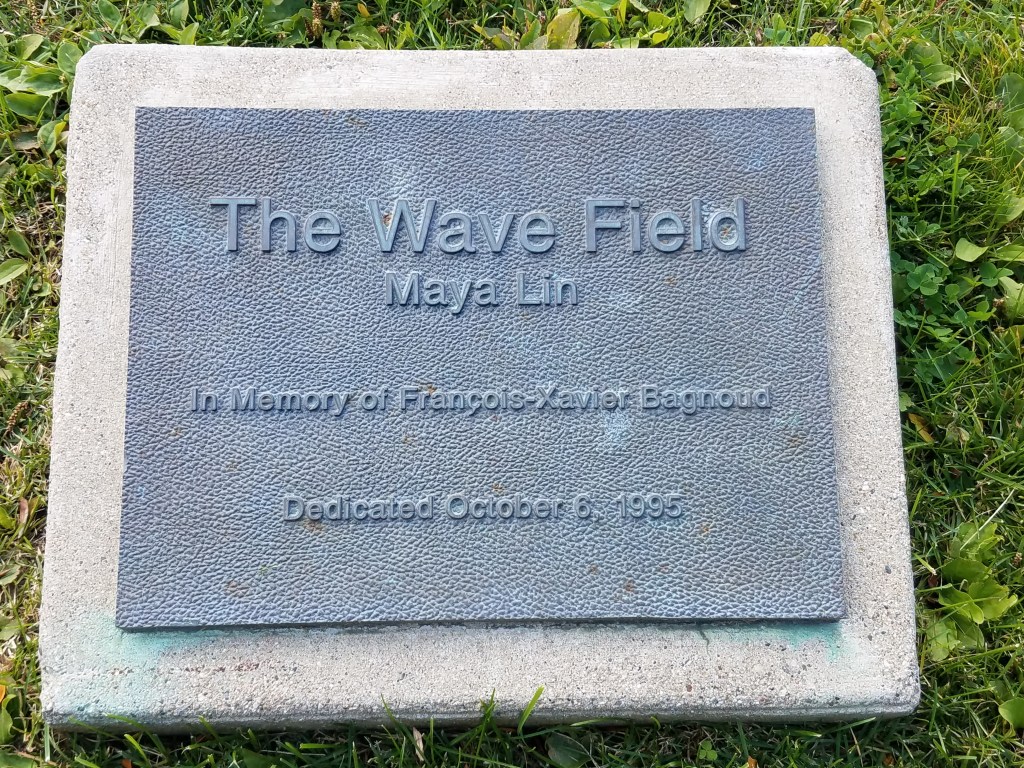 The Wave Field
Maya Lin
In Memory of François-Xavier Bagnoud
Dedicated October 6, 1995